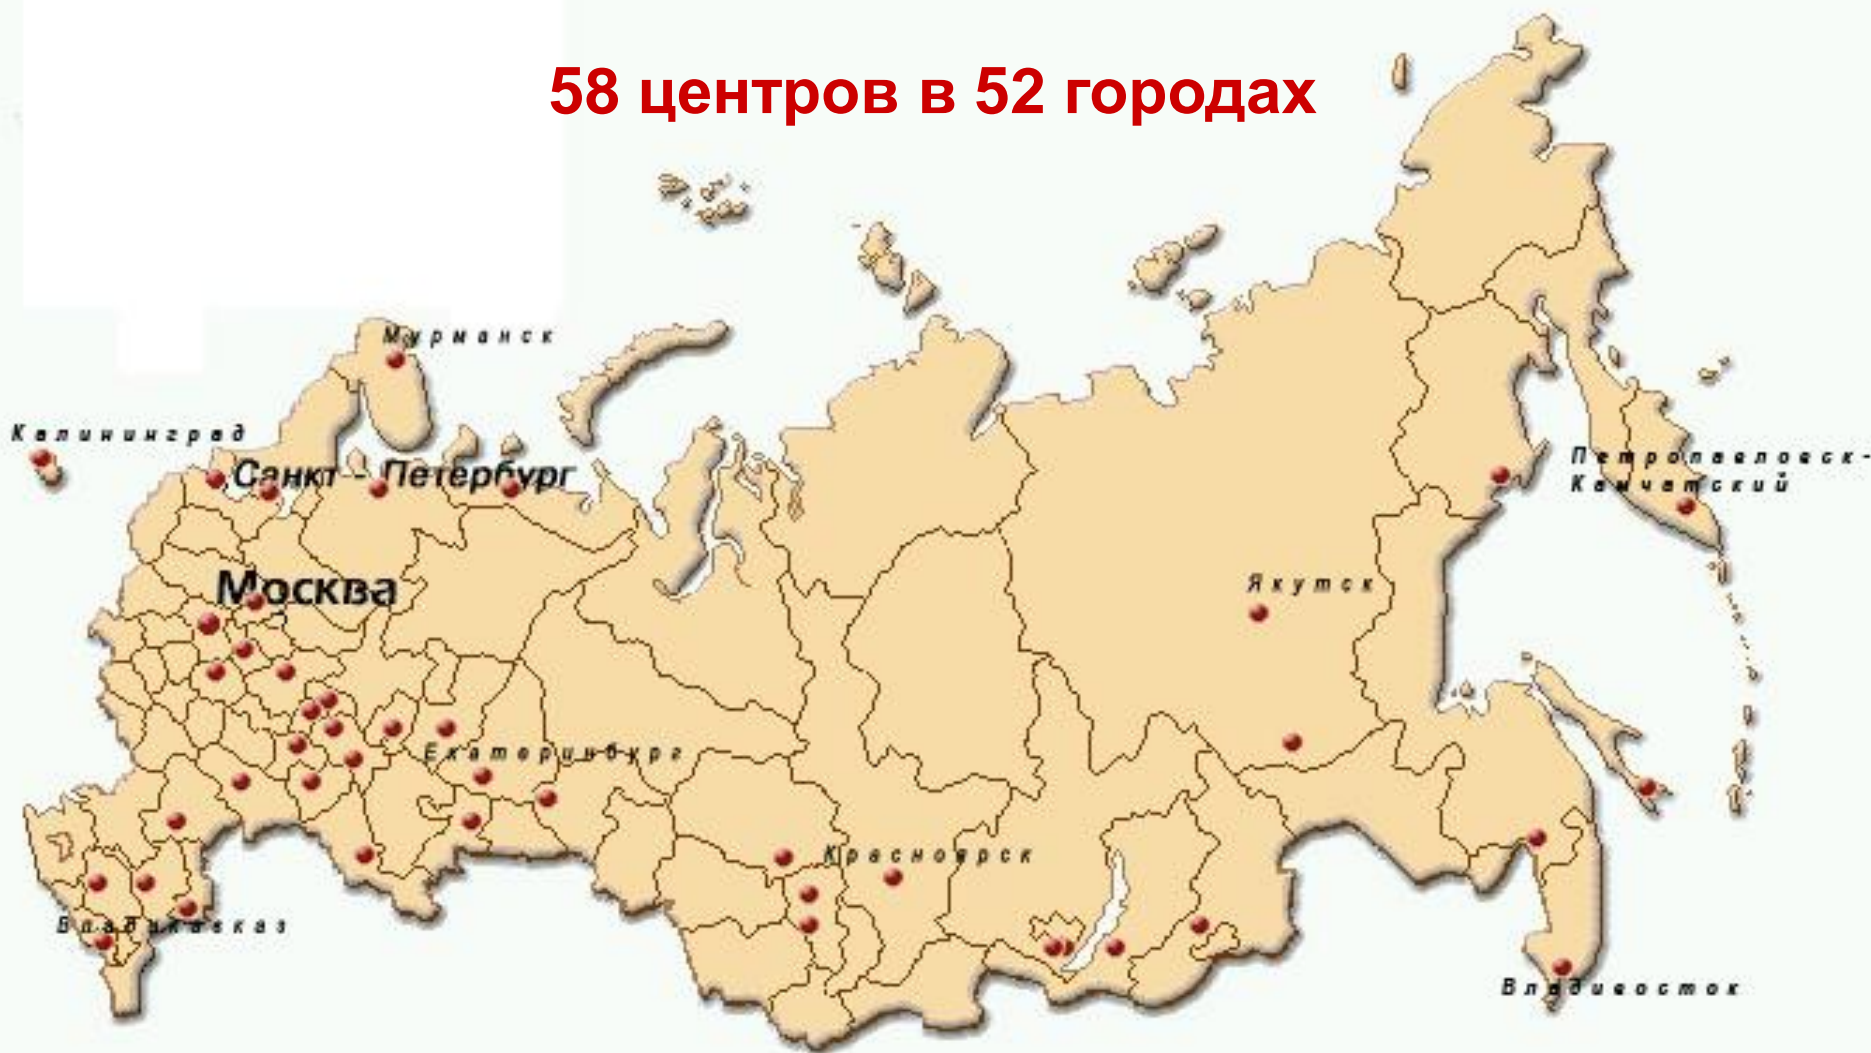 58 центров в 52 городах
Мурманск
Калининград
Санкт - Петербург
Петропавловск-
Камчатский
Москва
Якутск
Екатеринбург
Красноярск
Владикавказ
Владивосток